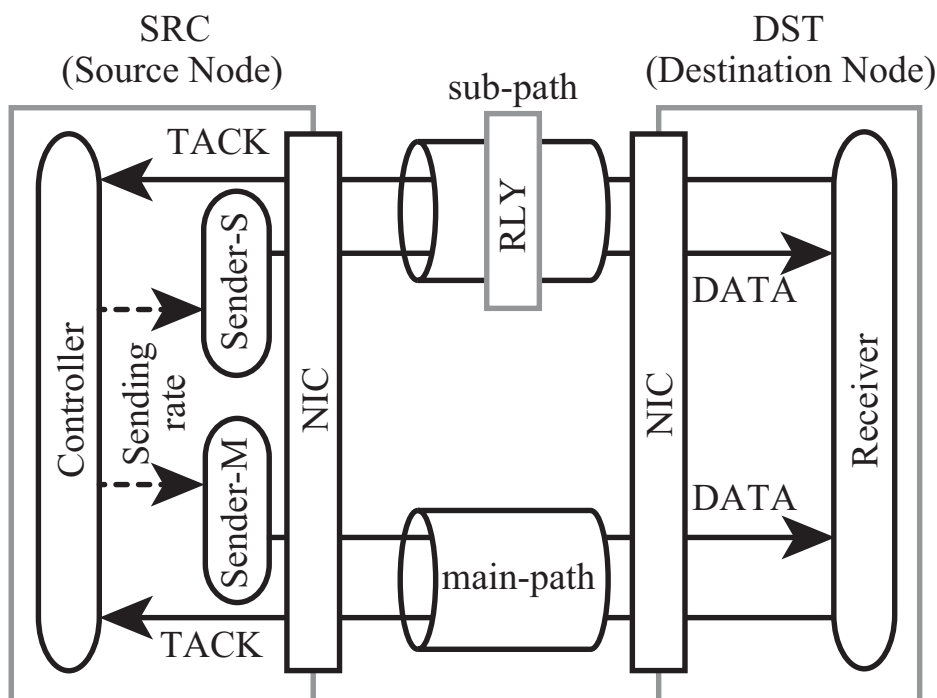 SRC
(Source Node)
DST
(Destination Node)
sub-path
TACK
RLY
Sender-S
DATA
Controller
Sending
rate
NIC
NIC
Receiver
Sender-M
DATA
main-path
TACK